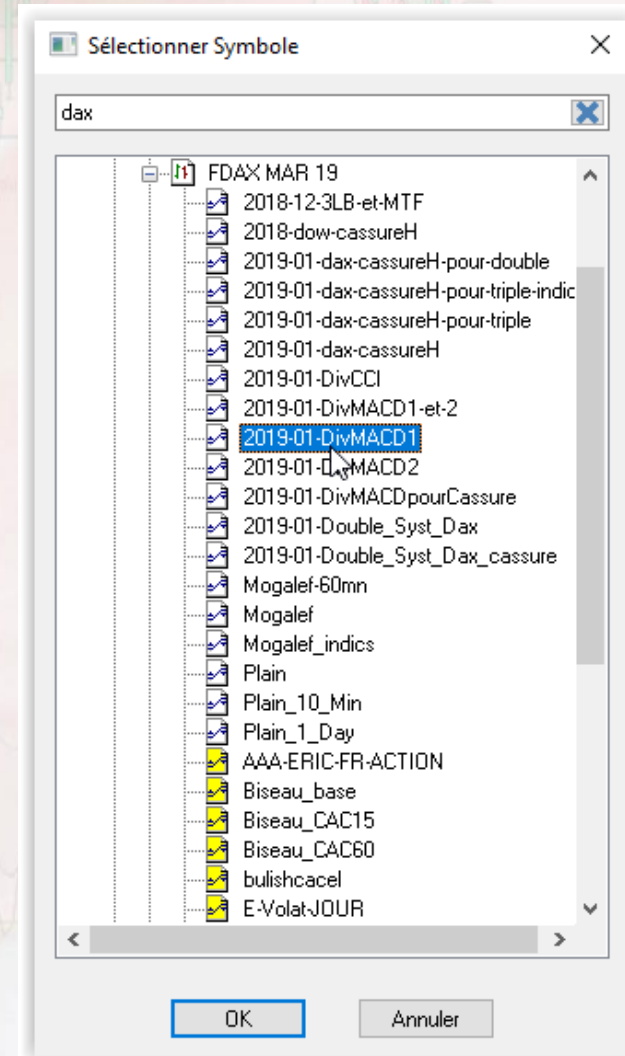 Sélectionner Symbole
dax
FDAX MAR 19
2018-12-3LB-et-MTF
2018-dow-cassureH
2019-01-dax-cassureH-pour-double
2019-01-dax-cassureH-pour-triple-indic
2019-01-dax-cassureH-pour-triple
2019-01-dax-cassureH
2019-01-DivCCI
2019-01-DivMACD1-et-2
2019-01-DivMACD1
2019-01-DivMACD2
2019-01-DivMACDpourCassure
2019-01-Double_Syst_Dax
2019-01-Double_Syst_Dax_cassure
Mogalef-60mn
Mogalef
Mogalef_indics
Plain
Plain_10_Min
Plain_1_Day
AAA-ERIC-FR-ACTION
Biseau_base
Biseau_CAC15
Biseau_CAC60
bulishcacel
E-Volat-JOUR
OK Annuler